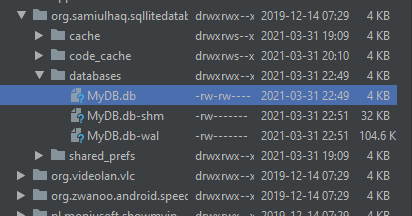 org.samiulhaq.sqllitedatab drwxrwx--x 2019-12-14 07:29 4 KB
cache drwxrws--x 2021-03-31 19:09 4 KB
code_cache drwxrws--x 2021-03-31 20:10 4 KB
databases drwxrwx--x 2021-03-31 22:49 4 KB
MyDB.db -rw-rw---- 2021-03-31 22:49 4 KB
MyDB.db-shm -rw------- 2021-03-31 22:51 32 KB
MyDB.db-wal -rw------- 2021-03-31 22:51 104.6 K
shared_prefs drwxrwx--x 2021-03-31 19:09 4 KB
org.videolan.vlc drwxrwx--x 2019-12-14 07:29 4 KB
org.zwanoo.android.speed drwxrwx--x 2019-12-14 07:29 4 KB